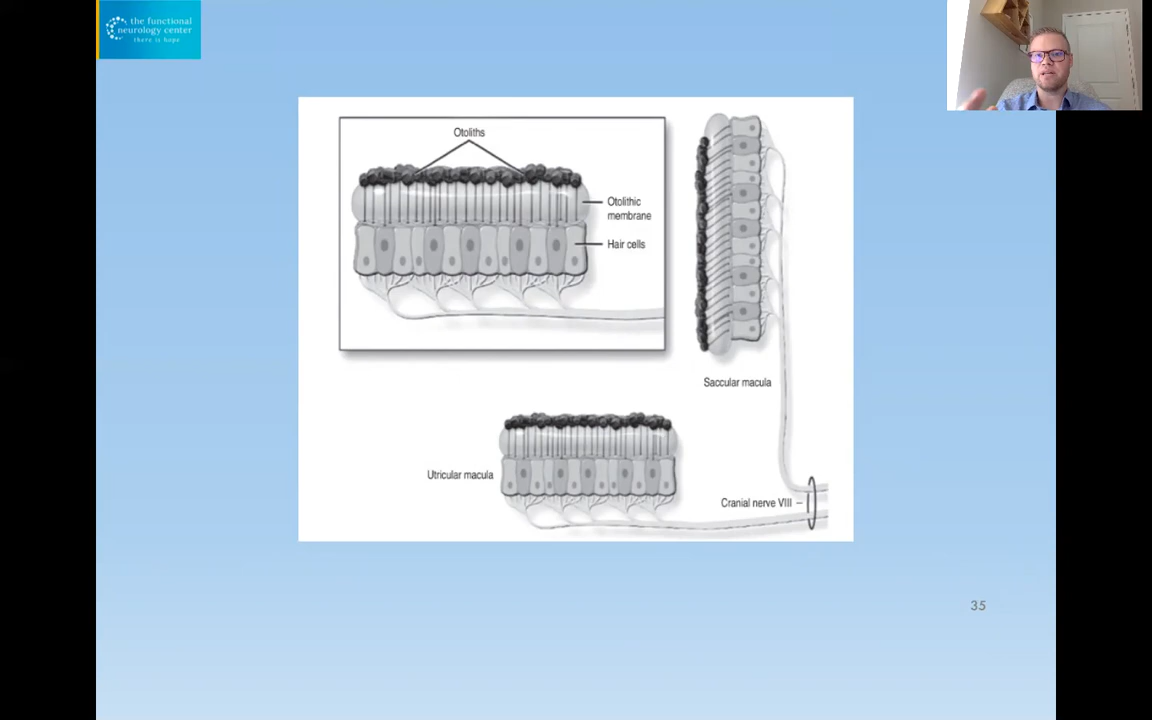 the functional
neurology center
there is hope
Otoliths
Otolithic
membrane
Hair cells
Saccular macula
Utricular macula
Cranial nerve VIII
35